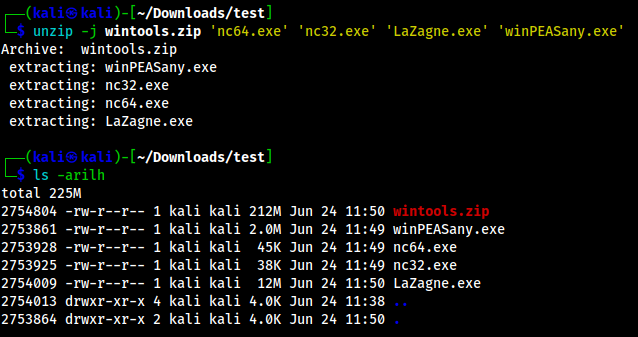 ┌──(kali㉿kali)-[~/Downloads/test]
└─$ unzip -j wintools.zip 'nc64.exe' 'nc32.exe' 'LaZagne.exe' 'winPEASany.exe'
Archive:  wintools.zip
 extracting: winPEASany.exe
 extracting: nc32.exe
 extracting: nc64.exe
 extracting: LaZagne.exe
┌──(kali㉿kali)-[~/Downloads/test]
└─$ ls -arilh
total 225M
2754804 -rw-r--r-- 1 kali kali 212M Jun 24 11:50 wintools.zip
2753861 -rw-r--r-- 1 kali kali 2.0M Jun 24 11:49 winPEASany.exe
2753928 -rw-r--r-- 1 kali kali  45K Jun 24 11:49 nc64.exe
2753925 -rw-r--r-- 1 kali kali  38K Jun 24 11:49 nc32.exe
2754009 -rw-r--r-- 1 kali kali  12M Jun 24 11:50 LaZagne.exe
2754013 drwxr-xr-x 4 kali kali 4.0K Jun 24 11:38 ..
2753864 drwxr-xr-x 2 kali kali 4.0K Jun 24 11:50 .